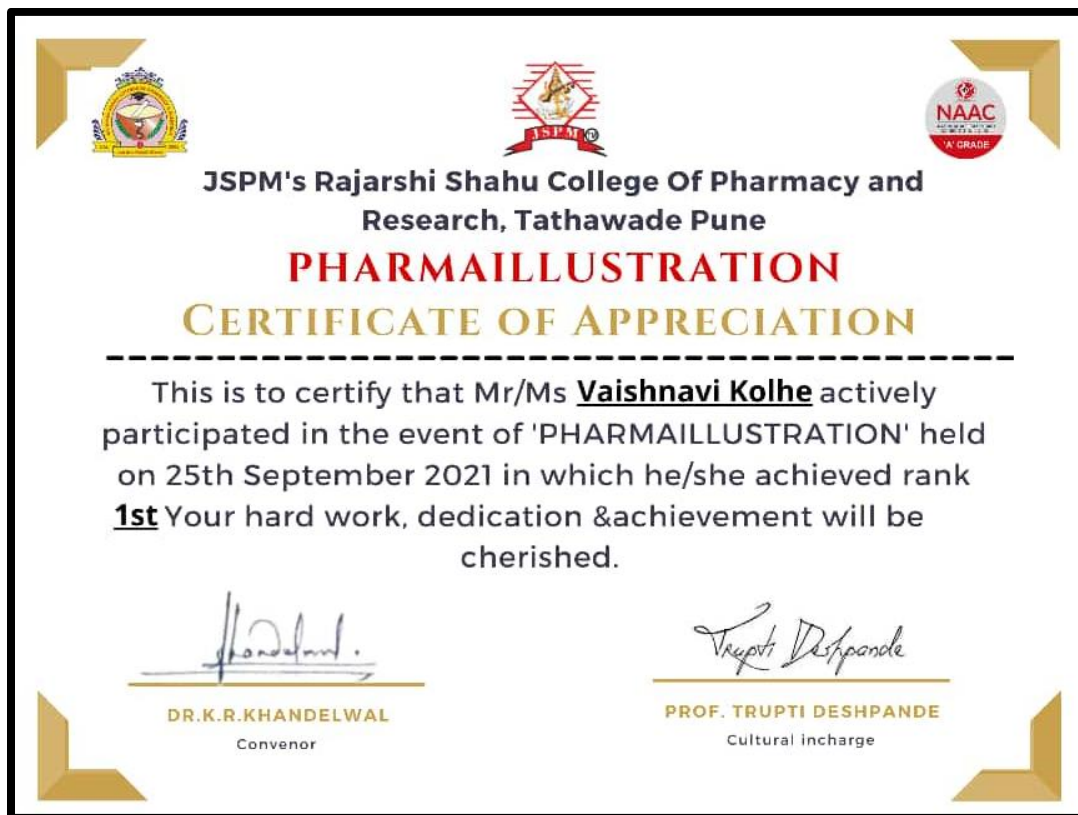 JSPM
NAAC
'A' GRADE
JSPM's Rajarshi Shahu College Of Pharmacy and
Research, Tathawade Pune
PHARMAILLUSTRATION
CERTIFICATE OF APPRECIATION
This is to certify that Mr/Ms Vaishnavi Kolhe actively
participated in the event of 'PHARMAILLUSTRATION' held
on 25th September 2021 in which he/she achieved rank
1st Your hard work, dedication &achievement will be
cherished.
Khandelwal.
Trupti Deshpande
DR.K.R.KHANDELWAL
PROF. TRUPTI DESHPANDE
Convenor
Cultural incharge